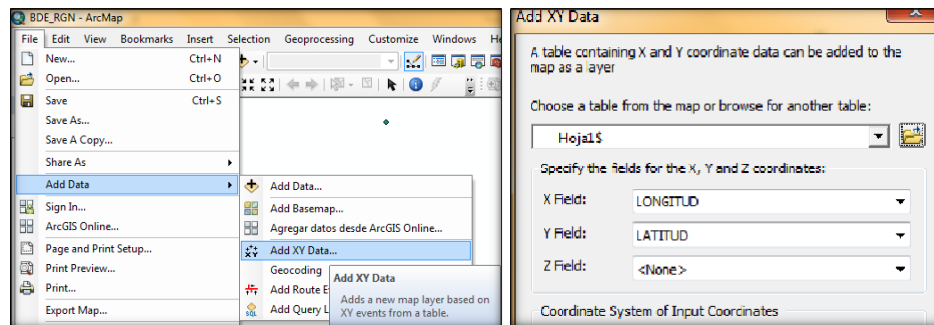 BDE_RGN - ArcMap
File Edit View Bookmarks Insert Selection Geoprocessing Customize Windows
New... Ctrl+N
Open... Ctrl+O
Save Ctrl+S
Save As...
Save A Copy...
Share As
Add Data
Sign In...
ArcGIS Online...
Page and Print Setup...
Print Preview...
Print...
Export Map...
Add Data...
Add Basemap...
Agregar datos desde ArcGIS Online...
Add XY Data...
Geocoding
Add Route E
SQL Add Query L
Add XY Data
Adds a new map layer based on
XY events from a table.
Add XY Data
A table containing X and Y coordinate data can be added to the
map as a layer
Choose a table from the map or browse for another table:
Hoja1$
Specify the fields for the X, Y and Z coordinates:
X Field: LONGITUD
Y Field: LATITUD
Z Field: <None>
Coordinate System of Input Coordinates